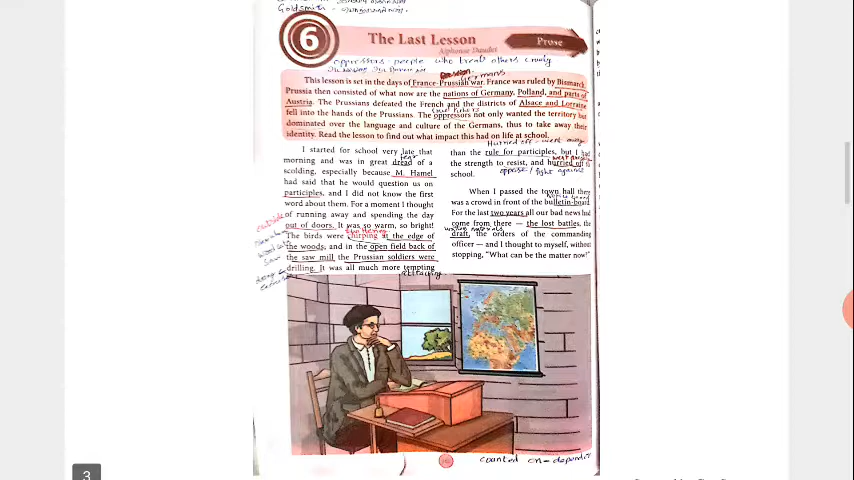 Goldsmith -
6
The Last Lesson
Alphonse Daudet
Prose
oppressors - people who treat others cruelly
This lesson is set in the days of France-Prussian war. France was ruled by Bismarck.
Prussia then consisted of what now are the nations of Germany, Polland, and parts of
Austria. The Prussians defeated the French and the districts of Alsace and Lorraine
fell into the hands of the Prussians. The oppressors not only wanted the territory but
dominated over the language and culture of the Germans, thus to take away their
identity. Read the lesson to find out what impact this had on life at school.
I started for school very late that
morning and was in great dread of a
fear
scolding, especially because M. Hamel
had said that he would question us on
participles, and I did not know the first
word about them. For a moment I thought
of running away and spending the day
out of doors. It was so warm, so bright!
outside
The birds were chirping at the edge of
the woods, and in the open field back of
the saw mill the Prussian soldiers were
drilling. It was all much more tempting
attracting
Hurried off - went away
than the rule for participles, but I had
the strength to resist, and hurried off to
oppose / fight against
school.
When I passed the town hall there
was a crowd in front of the bulletin-board.
For the last two years all our bad news had
come from there — the lost battles, the
draft, the orders of the commanding
officer — and I thought to myself, without
stopping, "What can be the matter now?"
counted on - depended
3